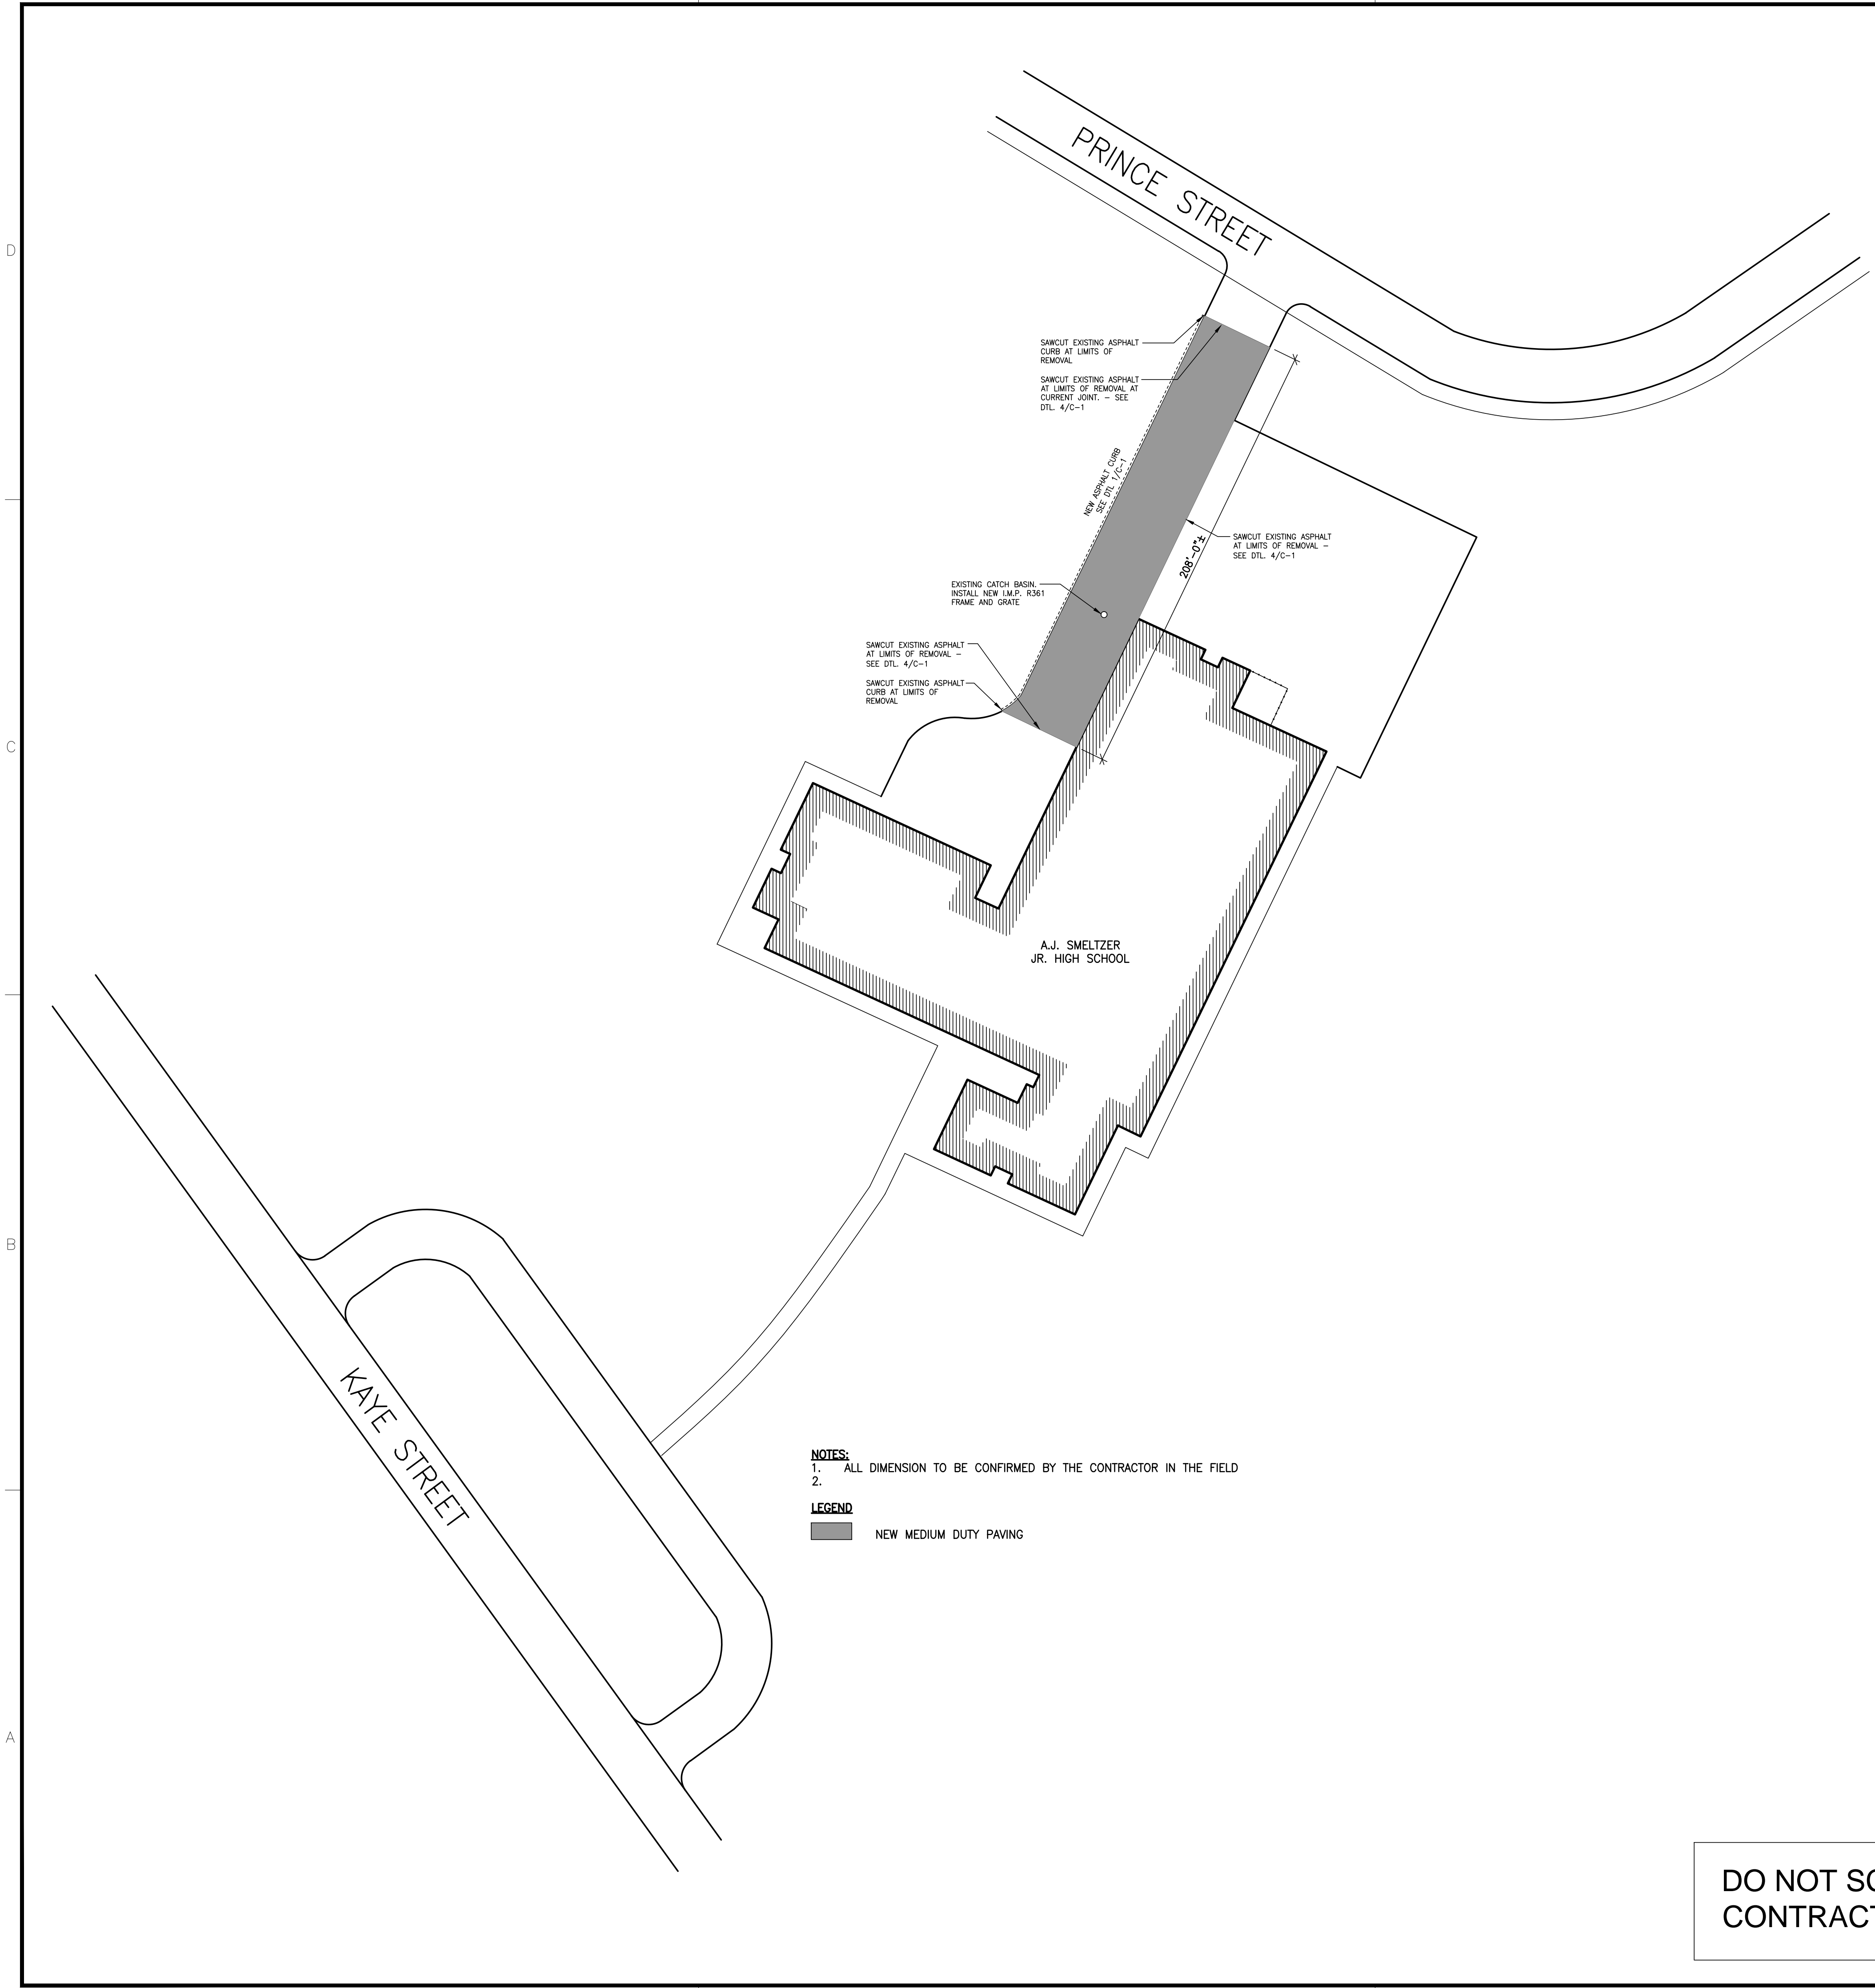 PRINCE STREET
D
SAWCUT EXISTING ASPHALT
CURB AT LIMITS OF
REMOVAL
SAWCUT EXISTING ASPHALT
AT LIMITS OF REMOVAL AT
CURRENT JOINT. – SEE
DTL. 4/C-1
NEW ASPHALT CURB
SEE DTL 1/C-1
SAWCUT EXISTING ASPHALT
AT LIMITS OF REMOVAL –
SEE DTL. 4/C-1
208'-0"±
EXISTING CATCH BASIN.
INSTALL NEW I.M.P. R361
FRAME AND GRATE
SAWCUT EXISTING ASPHALT
AT LIMITS OF REMOVAL –
SEE DTL. 4/C-1
SAWCUT EXISTING ASPHALT
CURB AT LIMITS OF
REMOVAL
C
A.J. SMELTZER
JR. HIGH SCHOOL
B
KAYE STREET
NOTES:
1. ALL DIMENSION TO BE CONFIRMED BY THE CONTRACTOR IN THE FIELD
2.
LEGEND
NEW MEDIUM DUTY PAVING
A
DO NOT
CONTRACT